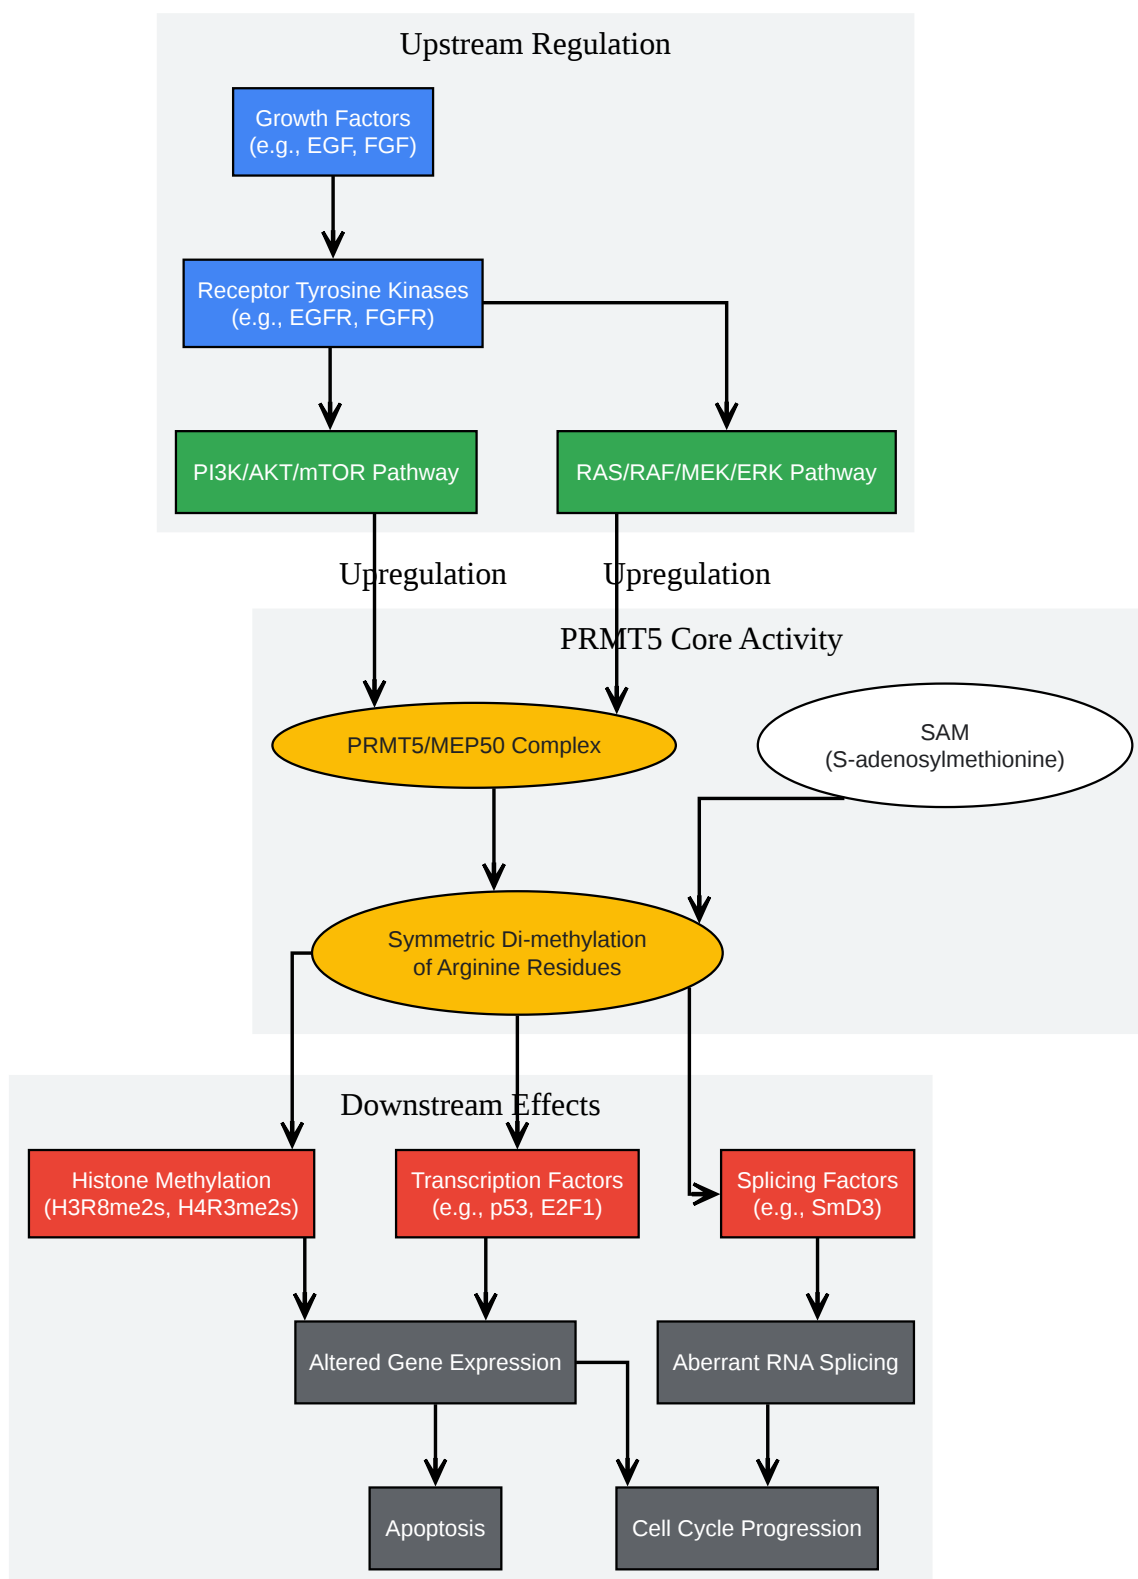 Upstream Regulation
Growth Factors
(e.g., EGF, FGF)
Receptor Tyrosine Kinases
(e.g., EGFR, FGFR)
PI3K/AKT/mTOR Pathway
RAS/RAF/MEK/ERK Pathway
Upregulation
Upregulation
PRMT5 Core Activity
PRMT5/MEP50 Complex
SAM
(S-adenosylmethionine)
Symmetric Di-methylation
of Arginine Residues
Downstream Effects
Histone Methylation
(H3R8me2s, H4R3me2s)
Transcription Factors
(e.g., p53, E2F1)
Splicing Factors
(e.g., SmD3)
Altered Gene Expression
Aberrant RNA Splicing
Apoptosis
Cell Cycle Progression